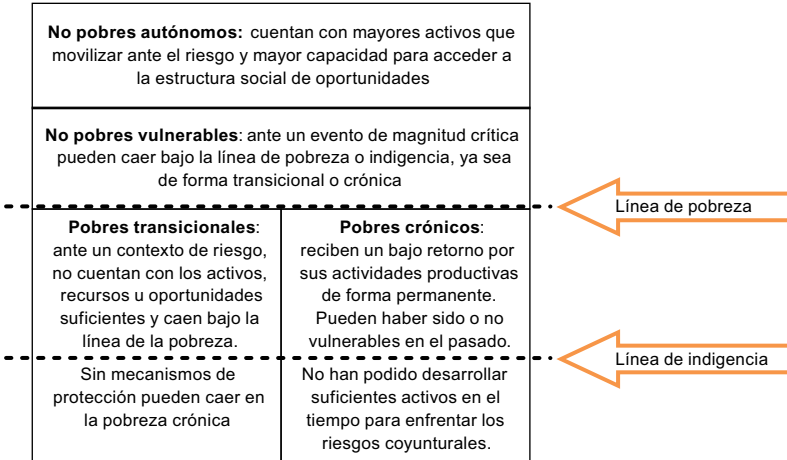 No pobres autónomos: cuentan con mayores activos que
movilizar ante el riesgo y mayor capacidad para acceder a
la estructura social de oportunidades
No pobres vulnerables: ante un evento de magnitud crítica
pueden caer bajo la línea de pobreza o indigencia, ya sea
de forma transicional o crónica
Línea de pobreza
Pobres transicionales:
ante un contexto de riesgo,
no cuentan con los activos,
recursos u oportunidades
suficientes y caen bajo la
línea de la pobreza.
Sin mecanismos de
protección pueden caer en
la pobreza crónica
Pobres crónicos:
reciben un bajo retorno por
sus actividades productivas
de forma permanente.
Pueden haber sido o no
vulnerables en el pasado.
No han podido desarrollar
suficientes activos en el
tiempo para enfrentar los
riesgos coyunturales.
Línea de indigencia